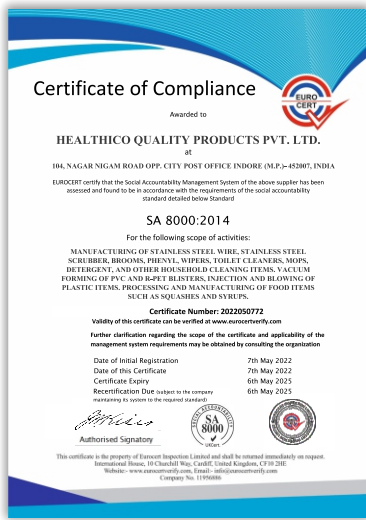 Certificate of Compliance
EURO
CERT
Awarded to
HEALTHICO QUALITY PRODUCTS PVT. LTD.
at
104, NAGAR NIGAM ROAD OPP. CITY POST OFFICE INDORE (M.P.)– 452007, INDIA
EUROCERT certify that the Social Accountability Management System of the above supplier has been
assessed and found to be in accordance with the requirements of the social accountability
standard detailed below Standard
SA 8000:2014
For the following scope of activities:
MANUFACTURING OF STAINLESS STEEL WIRE, STAINLESS STEEL
SCRUBBER, BROOMS, PHENYL, WIPERS, TOILET CLEANERS, MOPS,
DETERGENT, AND OTHER HOUSEHOLD CLEANING ITEMS. VACUUM
FORMING OF PVC AND R-PET BLISTERS, INJECTION AND BLOWING OF
PLASTIC ITEMS. PROCESSING AND MANUFACTURING OF FOOD ITEMS
SUCH AS SQUASHES AND SYRUPS.
Certificate Number: 2022050772
Validity of this certificate can be verified at www.eurocertverify.com
Further clarification regarding the scope of the certificate and applicability of the
management system requirements may be obtained by consulting the organization
Date of Initial Registration 7th May 2022
Date of this Certificate 7th May 2022
Certificate Expiry 6th May 2025
Recertification Due (subject to the company 6th May 2025
maintaining its system to the required standard)
SOCIAL ACCOUNTABILITY
SA
8000
UKCert
Authorised Signatory
This certificate is the property of Eurocert Inspection Limited and shall be returned immediately on request.
International House, 10 Churchill Way, Cardiff, United Kingdom, CF10 2HE
Website:- www.eurocertverify.com, Email:- info@eurocertverify.com
Company No. 11956886